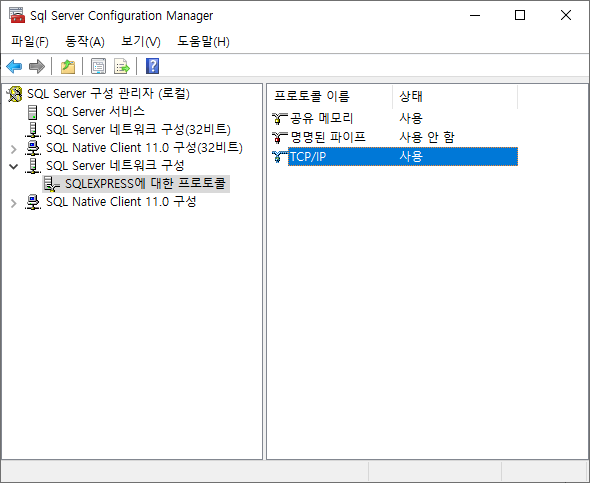 Sql Server Configuration Manager
파일(F) 동작(A) 보기(V) 도움말(H)
SQL Server 구성 관리자 (로컬)
SQL Server 서비스
SQL Server 네트워크 구성(32비트)
SQL Native Client 11.0 구성(32비트)
SQL Server 네트워크 구성
SQLEXPRESS에 대한 프로토콜
SQL Native Client 11.0 구성
프로토콜 이름 상태
공유 메모리 사용
명명된 파이프 사용 안 함
TCP/IP 사용